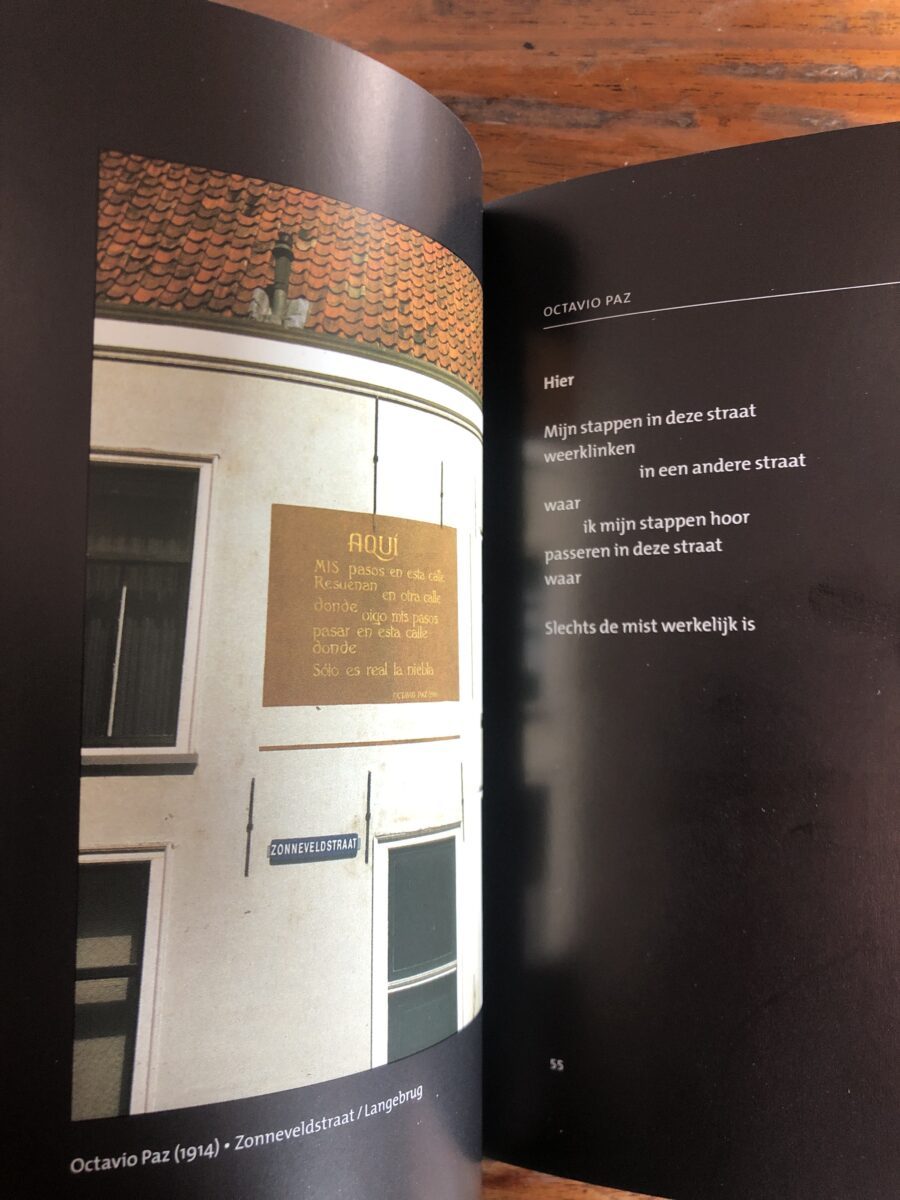 AQUÍ
MIS pasos en esta calle
Resuenan
en otra calle
donde
oigo mis pasos
pasar en esta calle
donde
Sólo es real la niebla
OCTAVIO PAZ
ZONNEVELDSTRAAT
Octavio Paz (1914) • Zonneveldstraat / Langebrug
OCTAVIO PAZ
Hier
Mijn stappen in deze straat
weerklinken
in een andere straat
waar
ik mijn stappen hoor
passeren in deze straat
waar
Slechts de mist werkelijk is
55